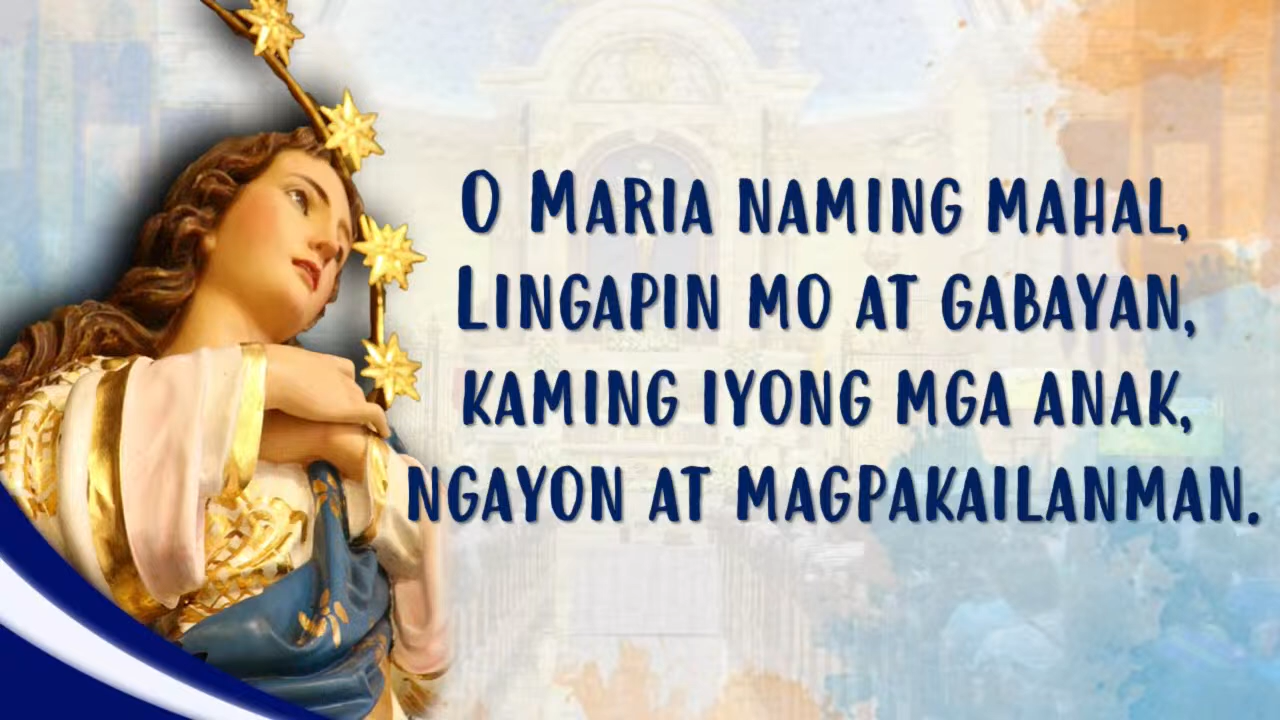 O Maria naming mahal,
Lingapin mo at gabayan,
kaming iyong mga anak,
ngayon at magpakailanman.